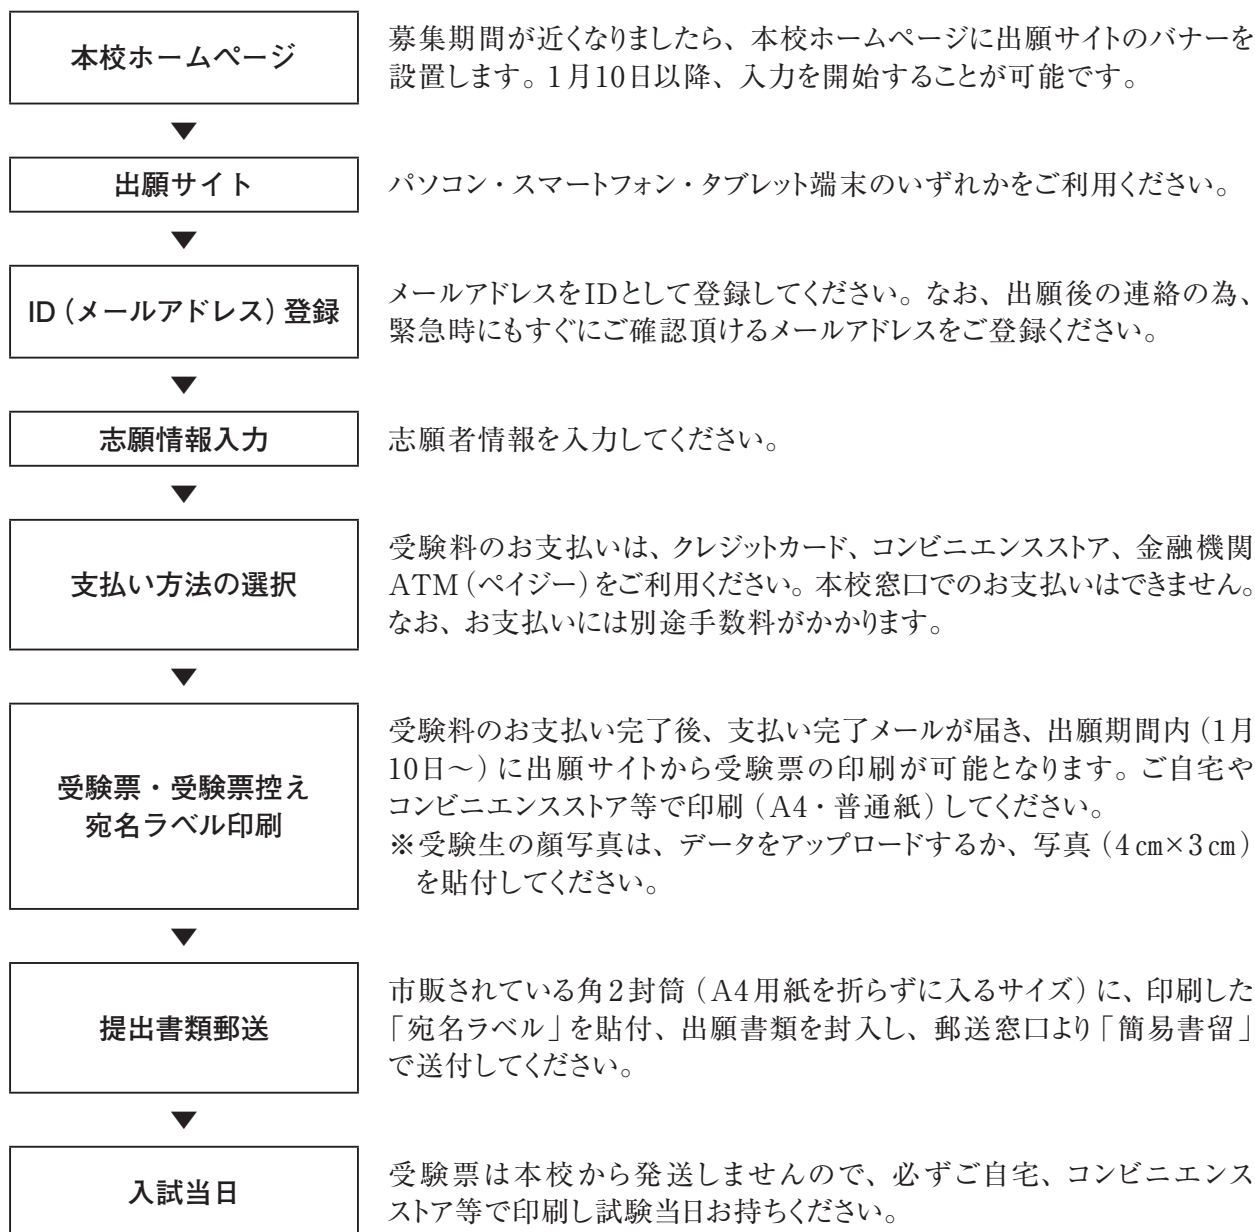 本校ホームページ
募集期間が近くなりましたら、本校ホームページに出願サイトのバナーを
設置します。1月10日以降、入力を開始することが可能です。
▼
出願サイト
パソコン・スマートフォン・タブレット端末のいずれかをご利用ください。
▼
ID（メールアドレス）登録
メールアドレスをIDとして登録してください。なお、出願後の連絡の為、
緊急時にもすぐにご確認頂けるメールアドレスをご登録ください。
▼
志願情報入力
志願者情報を入力してください。
▼
支払い方法の選択
受験料のお支払いは、クレジットカード、コンビニエンスストア、金融機関
ATM（ペイジー）をご利用ください。本校窓口でのお支払いはできません。
なお、お支払いには別途手数料がかかります。
▼
受験票・受験票控え
宛名ラベル印刷
受験料のお支払い完了後、支払い完了メールが届き、出願期間内（1月
10日～）に出願サイトから受験票の印刷が可能となります。ご自宅や
コンビニエンスストア等で印刷（A4・普通紙）してください。
※受験生の顔写真は、データをアップロードするか、写真（4㎝×3㎝）
を貼付してください。
▼
提出書類郵送
市販されている角2封筒（A4用紙を折らずに入るサイズ）に、印刷した
「宛名ラベル」を貼付、出願書類を封入し、郵送窓口より「簡易書留」
で送付してください。
▼
入試当日
受験票は本校から発送しませんので、必ずご自宅、コンビニエンス
ストア等で印刷し試験当日お持ちください。